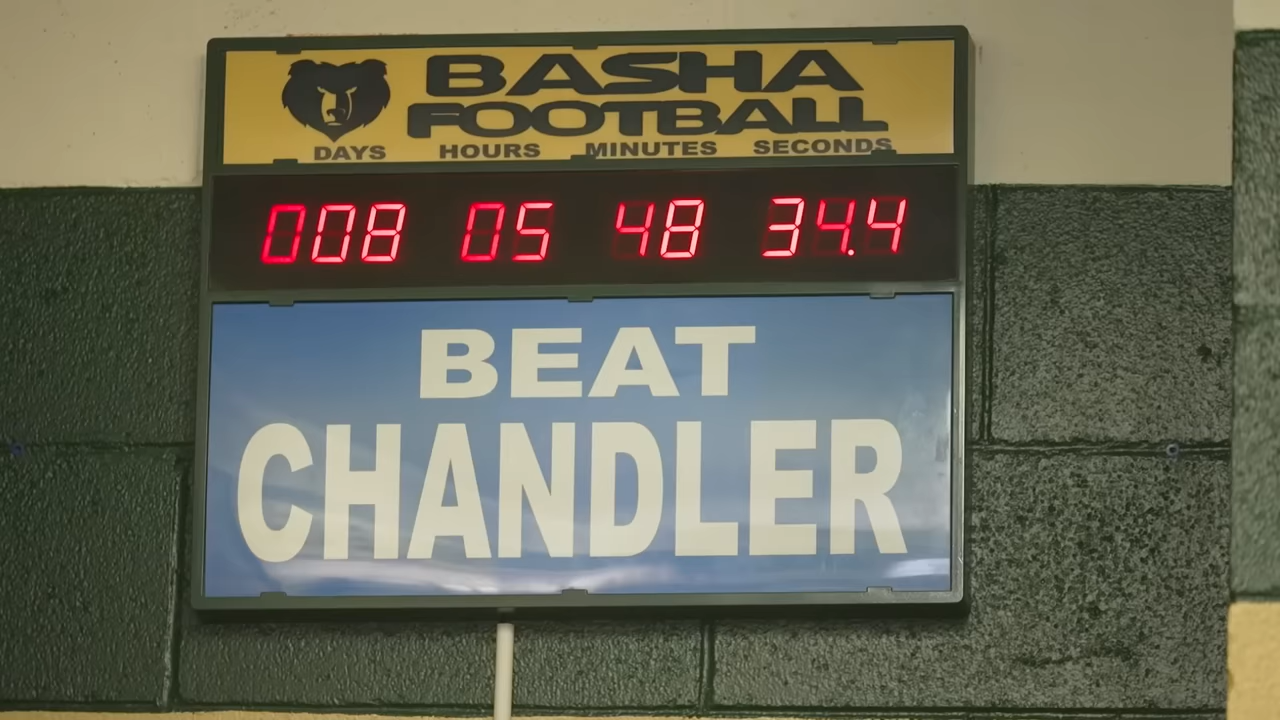 BASHA
FOOTBALL
DAYS HOURS MINUTES SECONDS
008 05 48 34.4
BEAT
CHANDLER